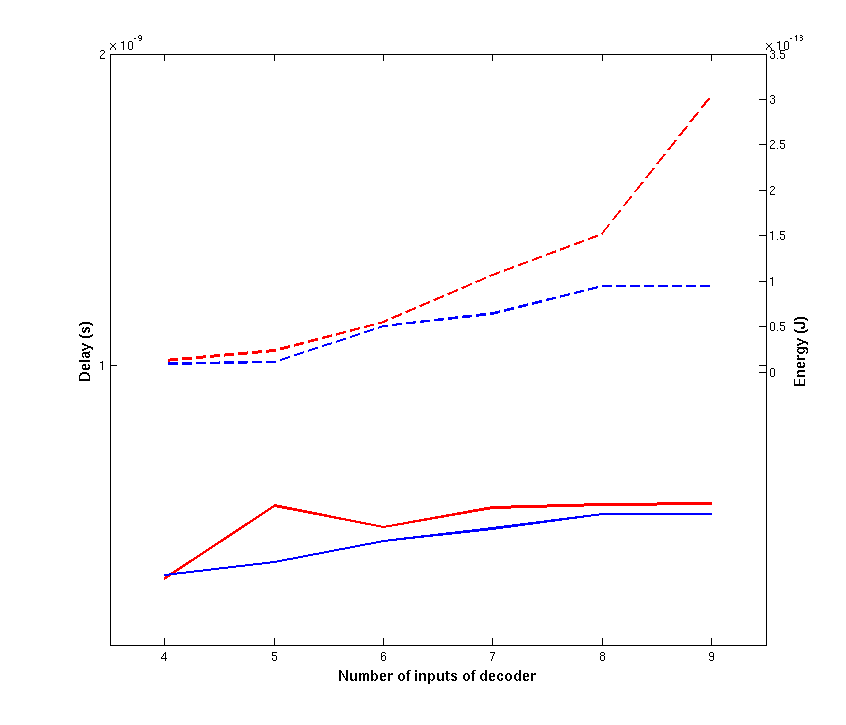 2 × 10⁻⁹
× 10⁻¹³
3.5
3
2.5
2
1.5
1
0.5
0
1
Delay (s)
Energy (J)
4 5 6 7 8 9
Number of inputs of decoder